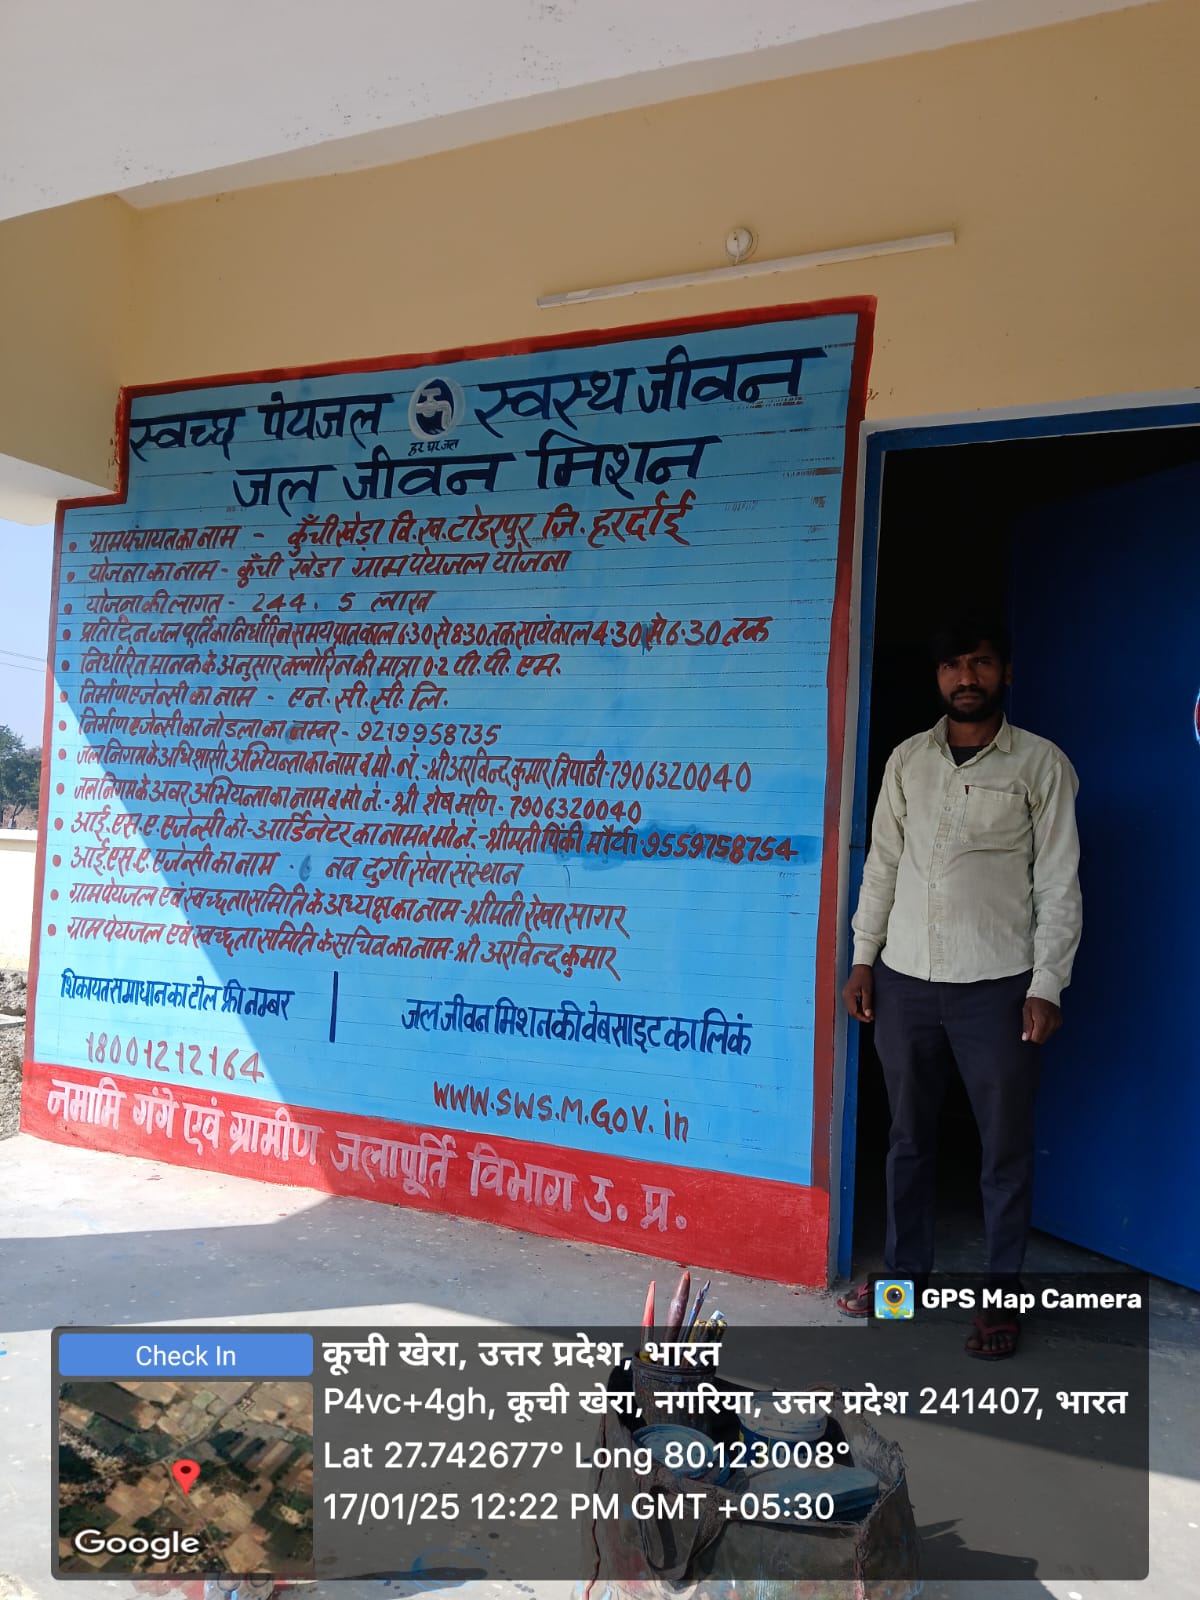 स्वच्छ पेयजल स्वस्थ जीवन
हर घर जल
जल जीवन मिशन
• ग्राम पंचायत का नाम - कुँची खेड़ा वि.ख. टोडरपुर जि. हरदोई
• योजना का नाम - कुँची खेडा ग्राम पेयजल योजना
• योजना की लागत - 244.5 लाख
• प्रतिदिन जल पूर्ति का निर्धारित समय प्रातकाल 6:30 से 8:30 तक सायंकाल 4:30 से 6:30 तक
• निर्धारित मानक के अनुसार क्लोरिन की मात्रा 0.2 पी.पी.एम.
• निर्माण एजेन्सी का नाम - एन.सी.सी.लि.
• निर्माण एजेन्सी का नोडल का नम्बर - 9219958735
• जल निगम के अधिशासी अभियन्ता का नाम व मो.नं.- श्री अरविन्द कुमार त्रिपाठी-7906320040
• जल निगम के अवर अभियन्ता का नाम व मो नं.- श्री शेष मणि - 7906320040
• आई.एस.ए. एजेन्सी को-आर्डिनेटर का नाम व मो.नं.- श्रीमती पिंकी मौर्या-9559758754
• आई.एस.ए. एजेन्सी का नाम - नव दुर्गा सेवा संस्थान
• ग्राम पेयजल एवं स्वच्छता समिति के अध्यक्ष का नाम - श्रीमती रेखा सागर
• ग्राम पेयजल एवं स्वच्छता समिति के सचिव का नाम - श्री अरविन्द कुमार
शिकायत समाधान का टोल फ्री नम्बर
18001212164
जल जीवन मिशन की वेबसाइट का लिकं
www.sws.M.Gov.in
नमामि गंगे एवं ग्रामीण जलापूर्ति विभाग उ. प्र.
GPS Map Camera
Check In
कूची खेरा, उत्तर प्रदेश, भारत
P4vc+4gh, कूची खेरा, नगरिया, उत्तर प्रदेश 241407, भारत
Lat 27.742677° Long 80.123008°
17/01/25 12:22 PM GMT +05:30
Google